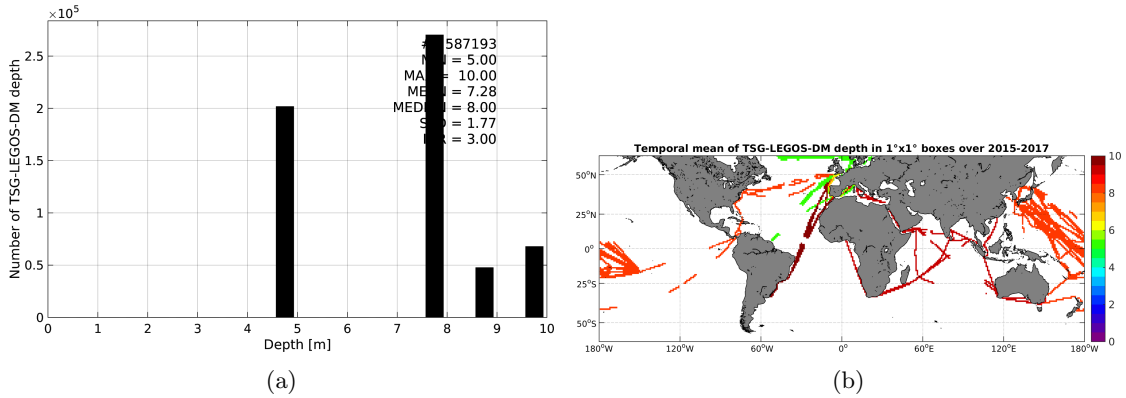 ×10⁵
2.5
2
1.5
1
0.5
0
Number of TSG-LEGOS-DM depth
587193
= 5.00
= 10.00
= 7.28
= 8.00
= 1.77
= 3.00
0 1 2 3 4 5 6 7 8 9 10
Depth [m]
(a)
Temporal mean of TSG-LEGOS-DM depth in 1°x1° boxes over 2015-2017
50°N
25°N
0°
25°S
50°S
180°W 120°W 60°W 0° 60°E 120°E 180°W
10
8
6
4
2
0
(b)